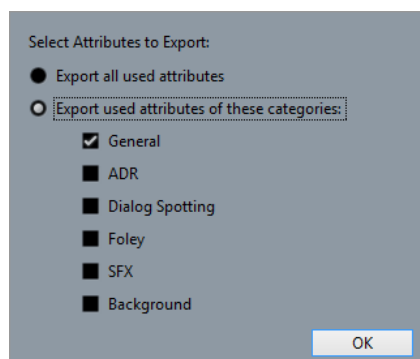 Select Attributes to Export:
Export all used attributes
Export used attributes of these categories:
General
ADR
Dialog Spotting
Foley
SFX
Background
OK